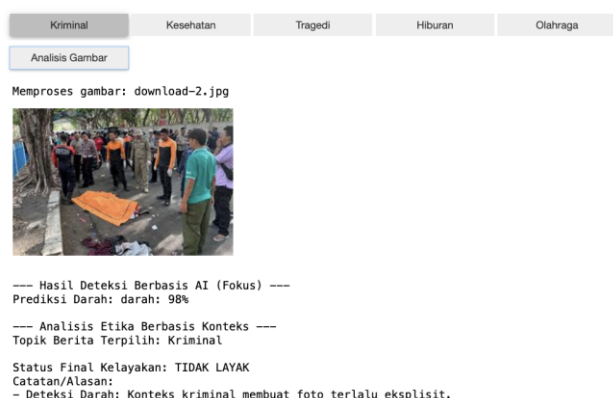 Kriminal Kesehatan Tragedi Hiburan Olahraga
Analisis Gambar
Memproses gambar: download-2.jpg
--- Hasil Deteksi Berbasis AI (Fokus) ---
Prediksi Darah: darah: 98%
--- Analisis Etika Berbasis Konteks ---
Topik Berita Terpilih: Kriminal
Status Final Kelayakan: TIDAK LAYAK
Catatan/Alasan:
- Deteksi Darah: Konteks kriminal membuat foto terlalu eksplisit.